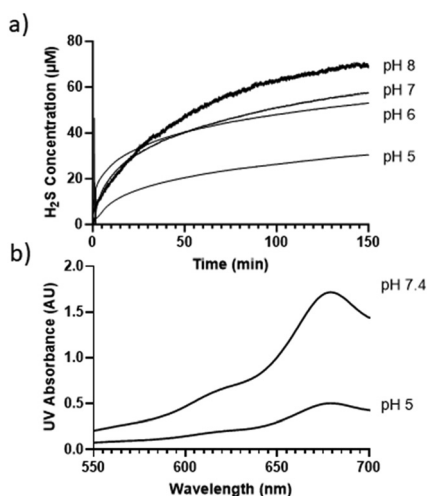 a)
80
60
40
20
0
H₂S Concentration (µM)
pH 8
pH 7
pH 6
pH 5
0 50 100 150
Time (min)
b)
2.0
1.5
1.0
0.5
0.0
UV Absorbance (AU)
pH 7.4
pH 5
550 600 650 700
Wavelength (nm)